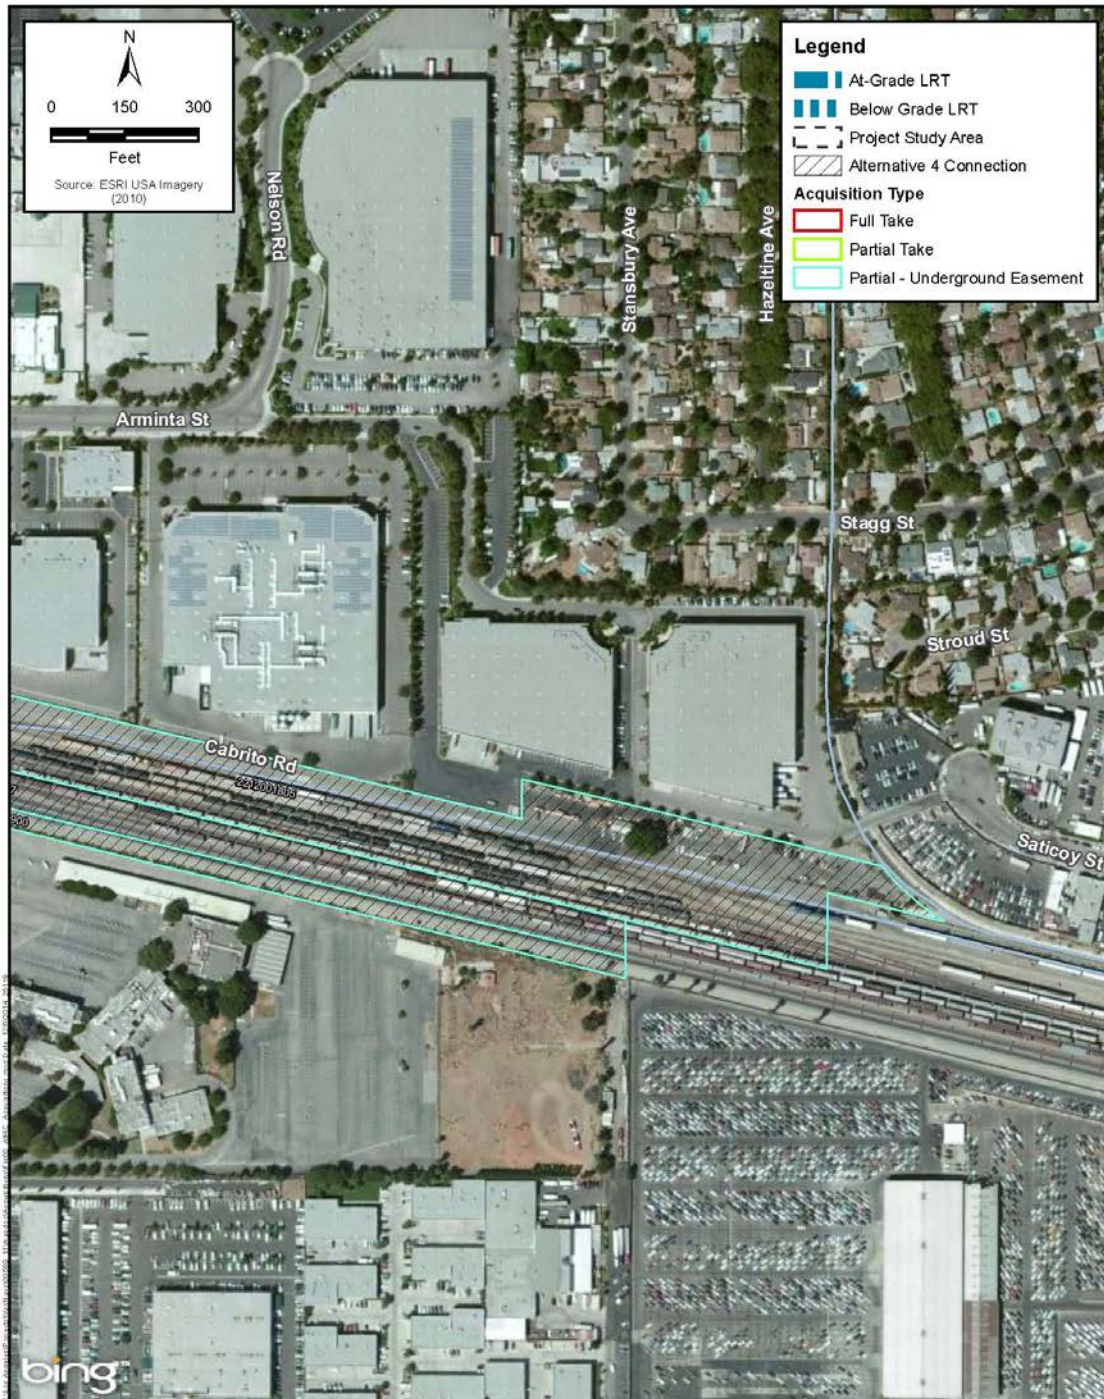 N
0 150 300
Feet
Source: ESRI USA Imagery
(2010)
Legend
At-Grade LRT
Below Grade LRT
Project Study Area
Alternative 4 Connection
Acquisition Type
Full Take
Partial Take
Partial - Underground Easement
Nelson Rd
Stansbury Ave
Hazeltine Ave
Arminta St
Stagg St
Stroud St
Cabrito Rd
Saticoy St
bing